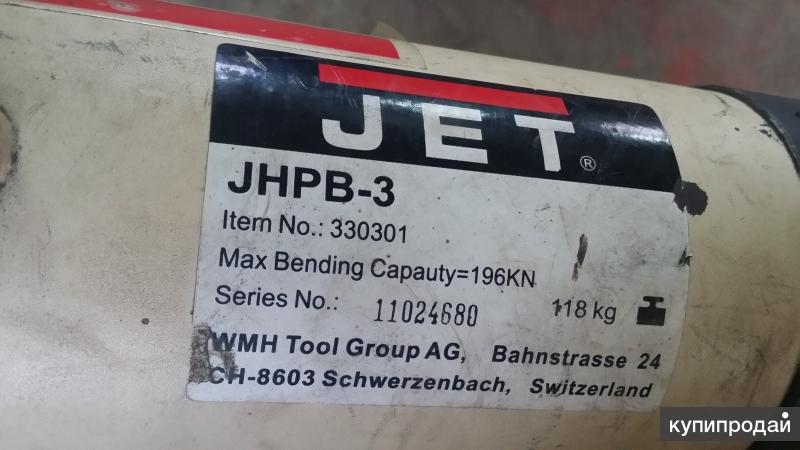 JET®
JHPB-3
Item No.: 330301
Max Bending Capauty=196KN
Series No.: 11024680 118 kg
WMH Tool Group AG, Bahnstrasse 24
CH-8603 Schwerzenbach, Switzerland
купипродай